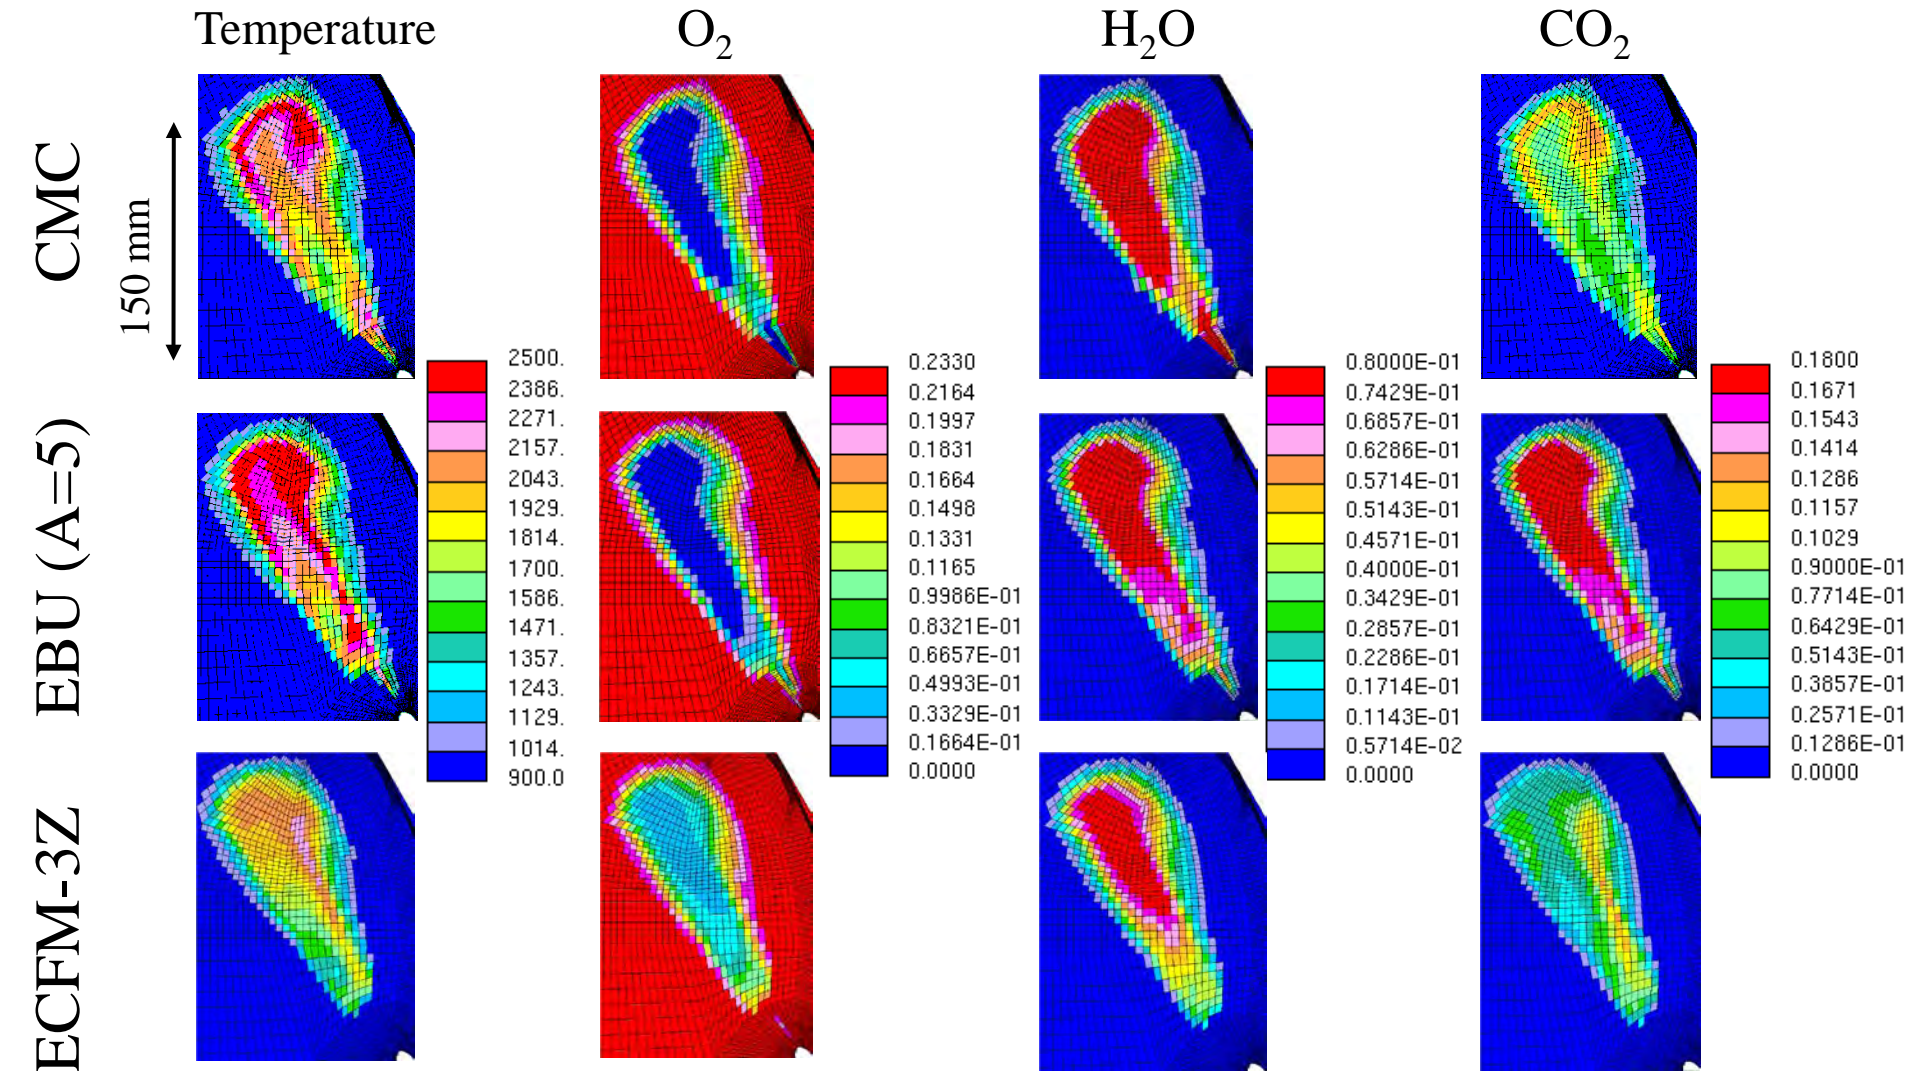 Temperature
O2
H2O
CO2
CMC
150 mm
EBU (A=5)
ECFM-3Z
2500.
2386.
2271.
2157.
2043.
1929.
1814.
1700.
1586.
1471.
1357.
1243.
1129.
1014.
900.0
0.2330
0.2164
0.1997
0.1831
0.1664
0.1498
0.1331
0.1165
0.9986E-01
0.8321E-01
0.6657E-01
0.4993E-01
0.3329E-01
0.1664E-01
0.0000
0.8000E-01
0.7429E-01
0.6857E-01
0.6286E-01
0.5714E-01
0.5143E-01
0.4571E-01
0.4000E-01
0.3429E-01
0.2857E-01
0.2286E-01
0.1714E-01
0.1143E-01
0.5714E-02
0.0000
0.1800
0.1671
0.1543
0.1414
0.1286
0.1157
0.1029
0.9000E-01
0.7714E-01
0.6429E-01
0.5143E-01
0.3857E-01
0.2571E-01
0.1286E-01
0.0000